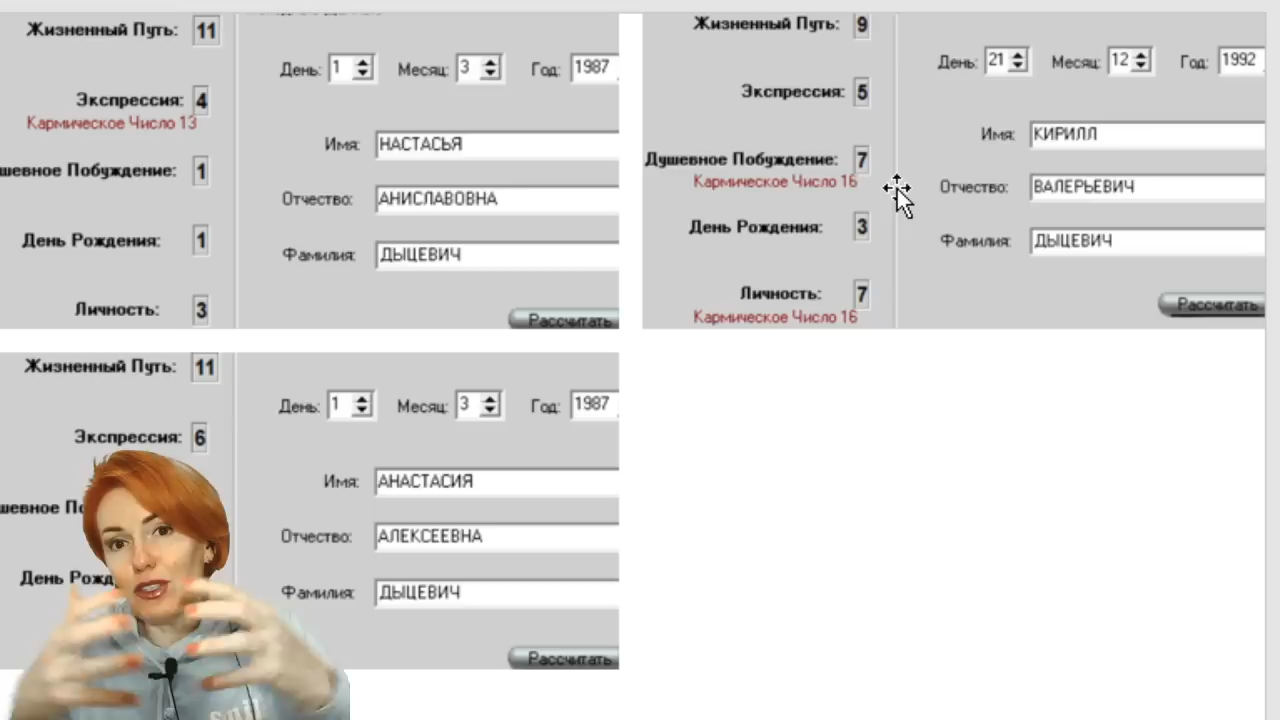 Жизненный Путь: 11
День: 1 Месяц: 3 Год: 1987
Экспрессия: 4
Кармическое Число 13
Имя: НАСТАСЬЯ
шевное Побуждение: 1
Отчество: АНИСЛАВОВНА
День Рождения: 1
Фамилия: ДЫЦЕВИЧ
Личность: 3
Рассчитать
Жизненный Путь: 9
День: 21 Месяц: 12 Год: 1992
Экспрессия: 5
Имя: КИРИЛЛ
Душевное Побуждение: 7
Кармическое Число 16
Отчество: ВАЛЕРЬЕВИЧ
День Рождения: 3
Фамилия: ДЫЦЕВИЧ
Личность: 7
Кармическое Число 16
Рассчитать
Жизненный Путь: 11
День: 1 Месяц: 3 Год: 1987
Экспрессия: 6
Имя: АНАСТАСИЯ
шевное По
Отчество: АЛЕКСЕЕВНА
День Рожд
Фамилия: ДЫЦЕВИЧ
Рассчитать